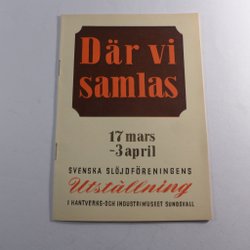 Där vi
samlas
17 mars
-3 april
SVENSKA SLÖJDFÖRENINGENS
Utställning
I HANTVERKS-OCH INDUSTRIMUSEET SUNDSVALL